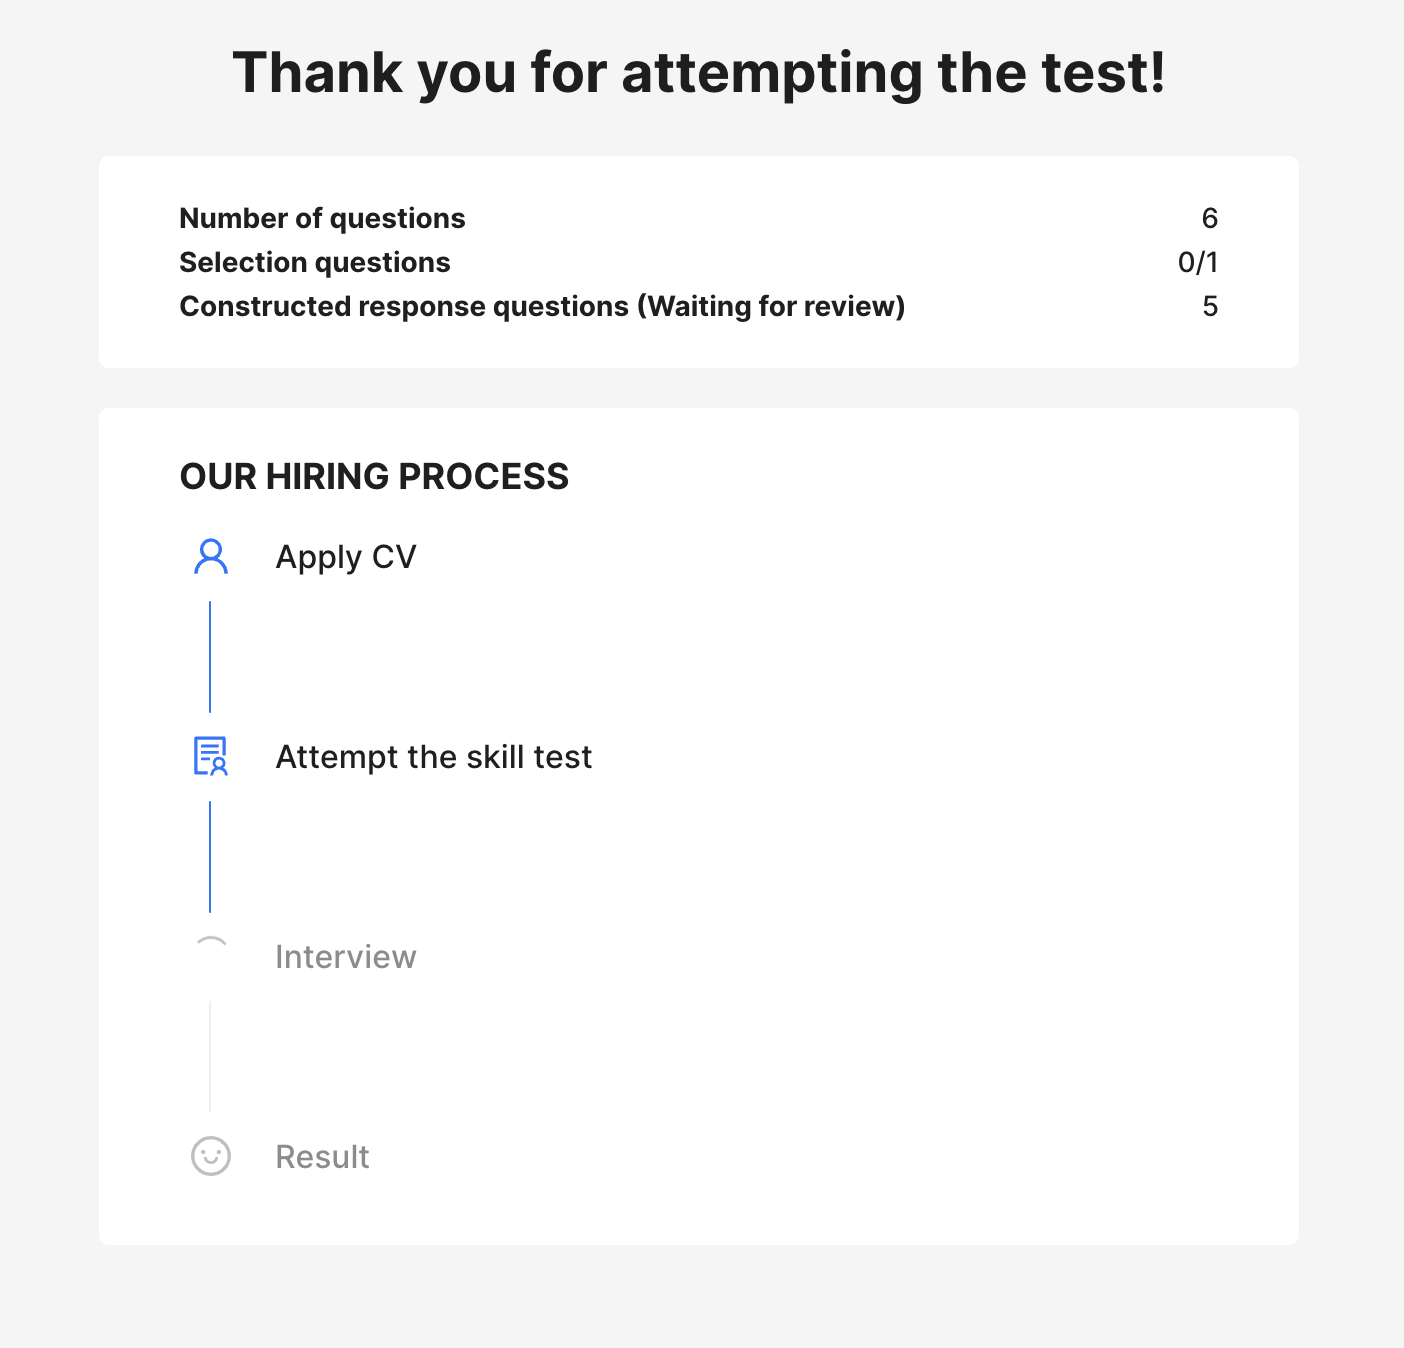 Thank you for attempting the test!
Number of questions 6
Selection questions 0/1
Constructed response questions (Waiting for review) 5
OUR HIRING PROCESS
Apply CV
Attempt the skill test
Interview
Result